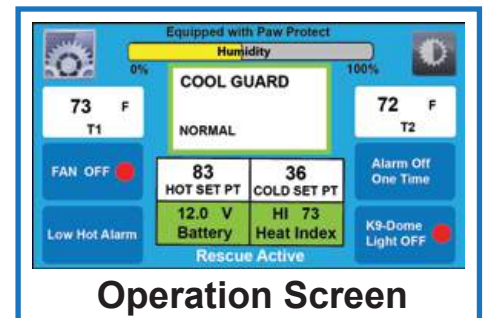 Equipped with Paw Protect
Humidity
0%
100%
73 F
T1
COOL GUARD
NORMAL
72 F
T2
FAN OFF
83
HOT SET PT
36
COLD SET PT
Alarm Off
One Time
Low Hot Alarm
12.0 V
Battery
HI 73
Heat Index
K9-Dome
Light OFF
Rescue Active
Operation Screen